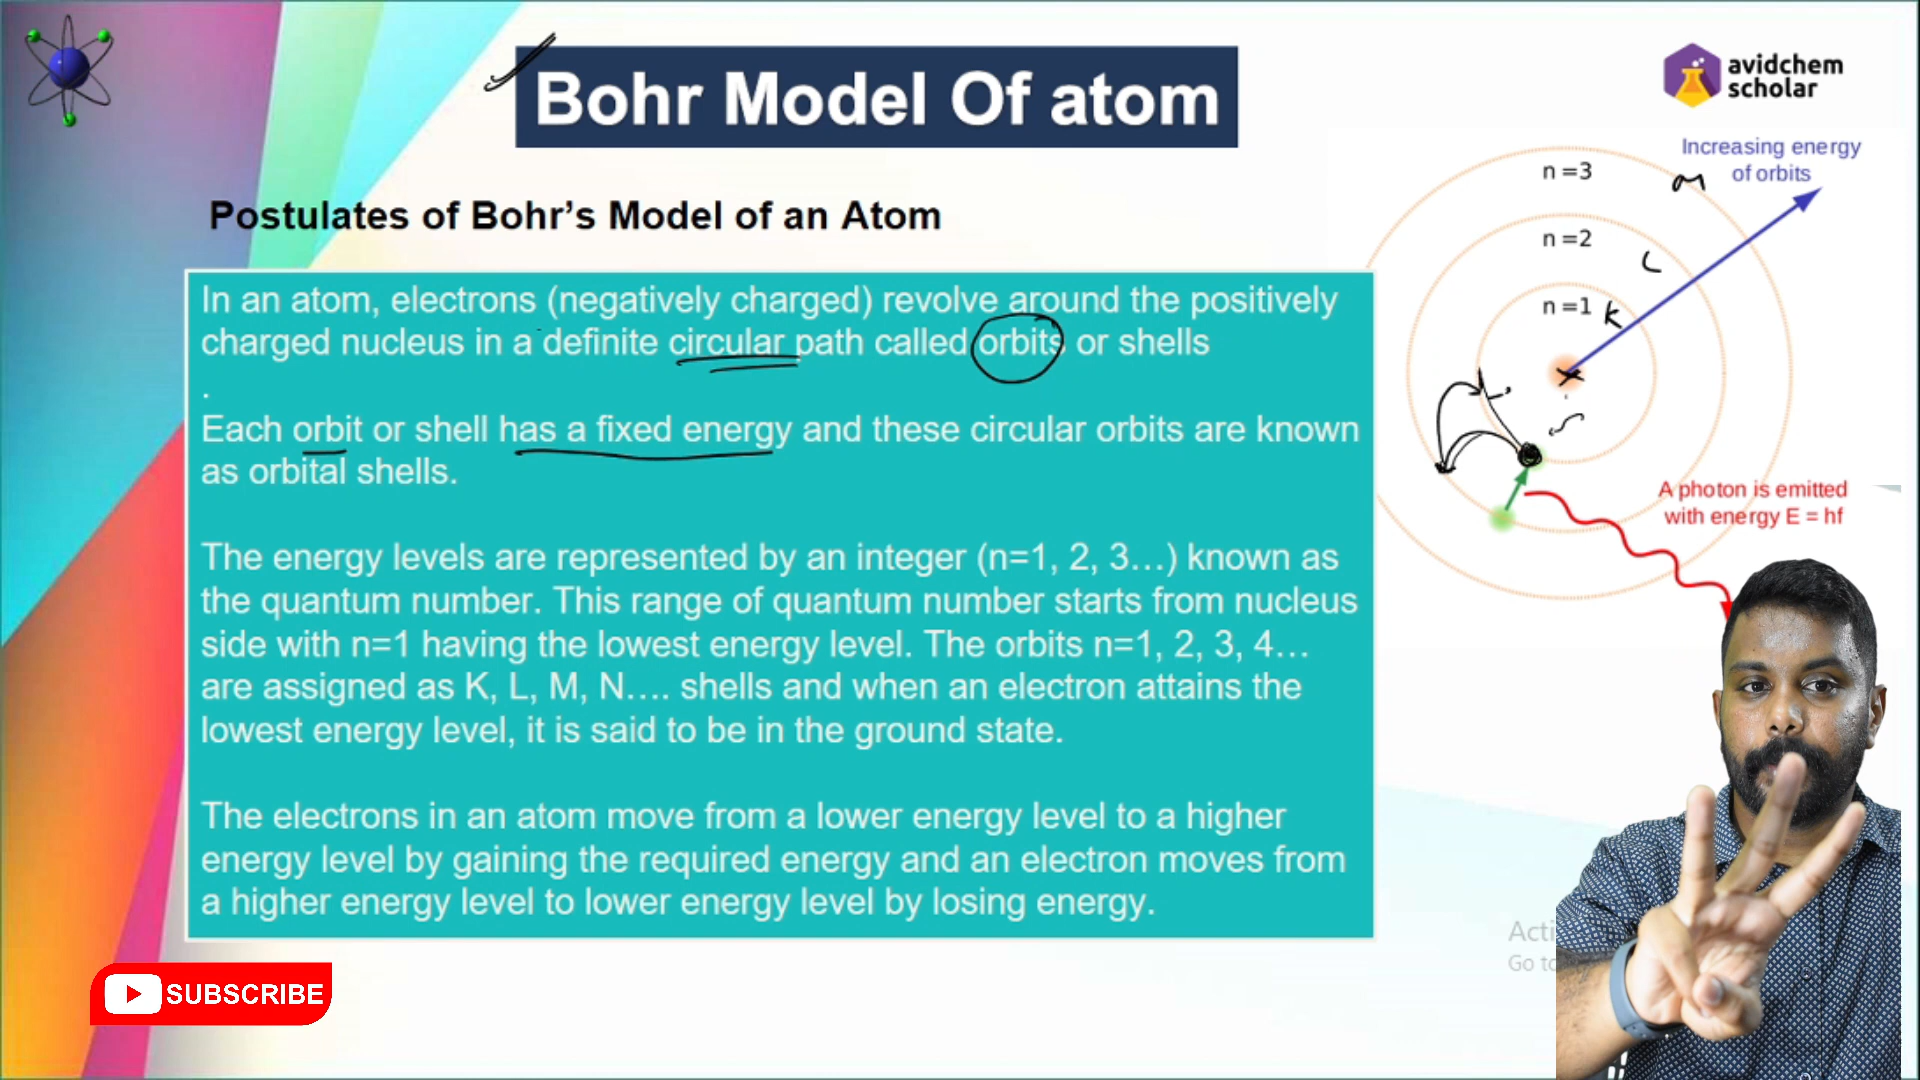 Bohr Model Of atom
avidchem
scholar
Postulates of Bohr's Model of an Atom
Increasing energy
of orbits
n =3
M
n =2
L
n =1 K
In an atom, electrons (negatively charged) revolve around the positively
charged nucleus in a definite circular path called orbits or shells
.
Each orbit or shell has a fixed energy and these circular orbits are known
as orbital shells.
A photon is emitted
with energy E = hf
The energy levels are represented by an integer (n=1, 2, 3…) known as
the quantum number. This range of quantum number starts from nucleus
side with n=1 having the lowest energy level. The orbits n=1, 2, 3, 4…
are assigned as K, L, M, N…. shells and when an electron attains the
lowest energy level, it is said to be in the ground state.
The electrons in an atom move from a lower energy level to a higher
energy level by gaining the required energy and an electron moves from
a higher energy level to lower energy level by losing energy.
Acti
Go to
SUBSCRIBE